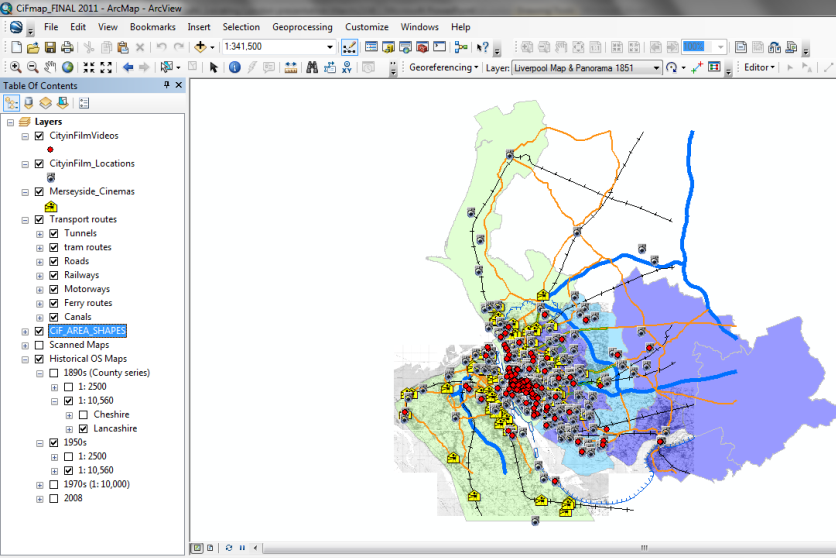 CiFmap_FINAL 2011 - ArcMap - ArcView
File Edit View Bookmarks Insert Selection Geoprocessing Customize Windows Help
1:341,500
100%
Georeferencing Layer: Liverpool Map & Panorama 1851 Editor
Table Of Contents
Layers
CityinFilmVideos
CityinFilm_Locations
Merseyside_Cinemas
Transport routes
Tunnels
tram routes
Roads
Railways
Motorways
Ferry routes
Canals
CiF_AREA_SHAPES
Scanned Maps
Historical OS Maps
1890s (County series)
1: 2500
1: 10,560
Cheshire
Lancashire
1950s
1: 2500
1: 10,560
1970s (1: 10,000)
2008